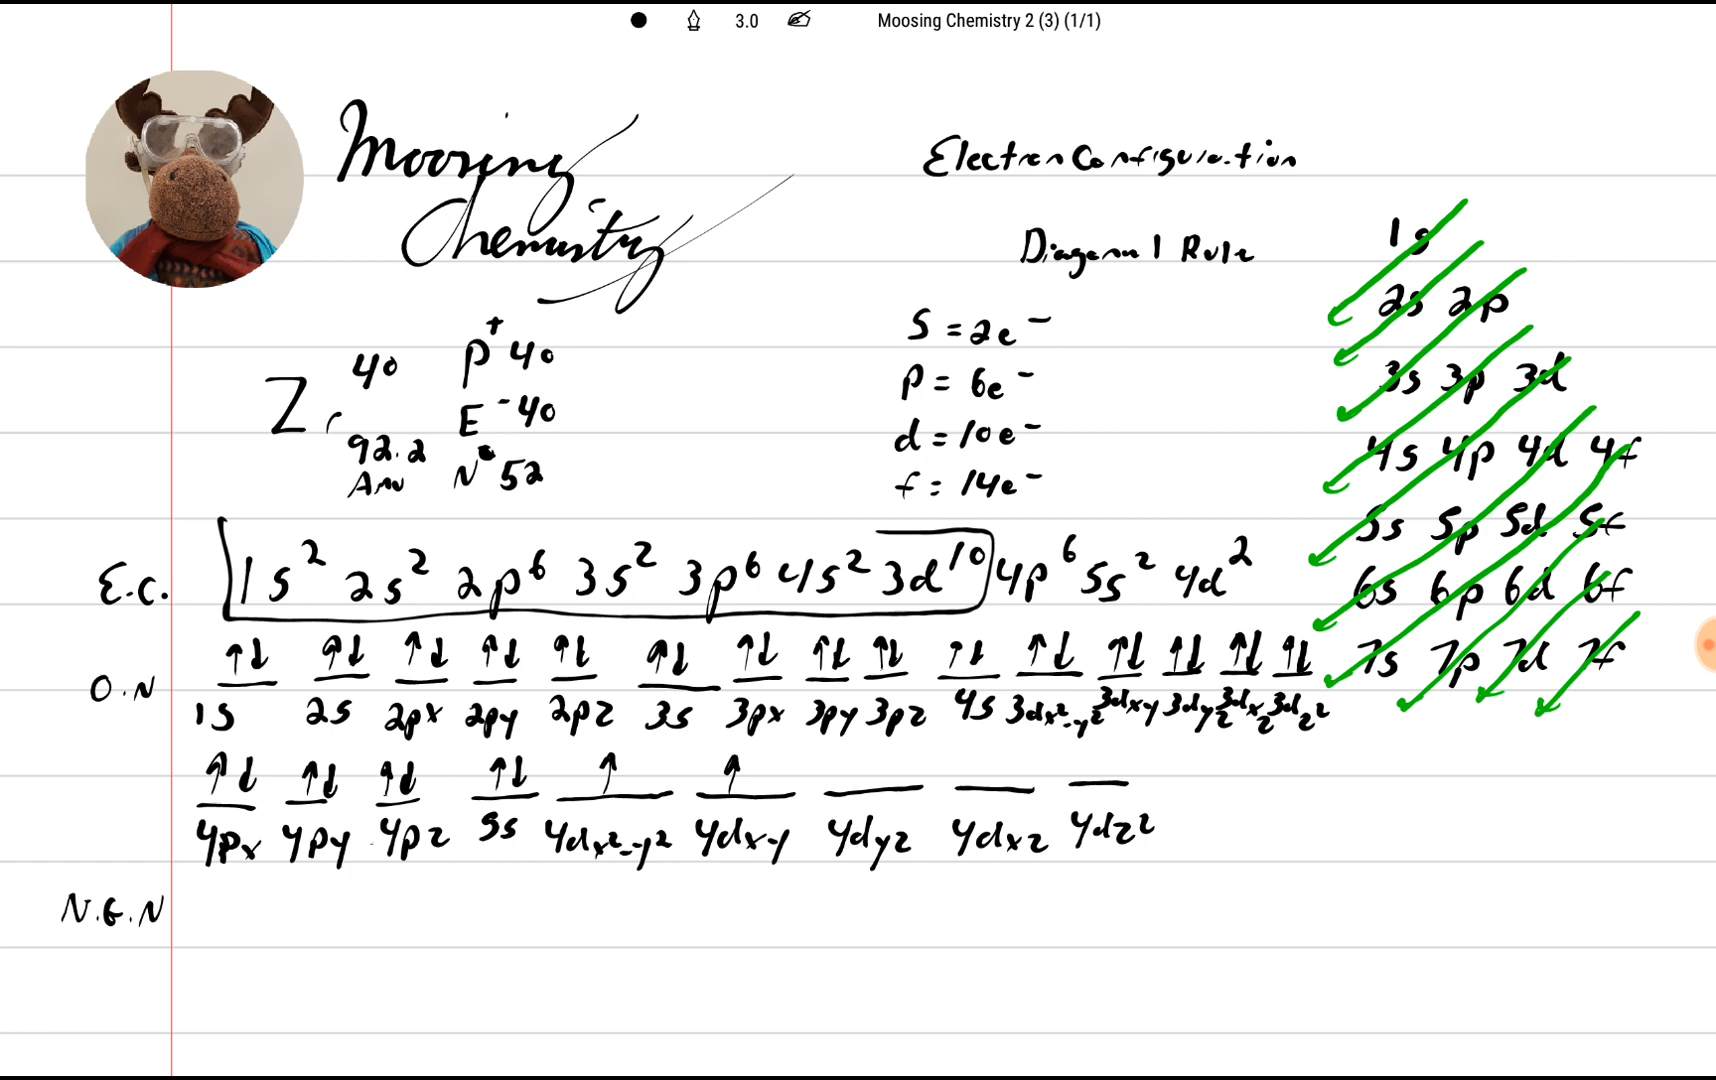 3.0 Moosing Chemistry 2 (3) (1/1)
Moosing
Chemistry
Electron Configuration
Diagonal Rule
Zr 40 P+ 40
E- 40
92.2 N 52
S = 2e-
P = 6e-
d = 10e-
f = 14e-
1s
2s 2p
3s 3p 3d
4s 4p 4d 4f
5s 5p 5d 5f
6s 6p 6d 6f
7s 7p 7d 7f
E.C. 1s² 2s² 2p⁶ 3s² 3p⁶ 4s² 3d¹⁰ 4p⁶ 5s² 4d²
O.N ↑↓ ↑↓ ↑↓ ↑↓ ↑↓ ↑↓ ↑↓ ↑↓ ↑↓ ↑↓ ↑↓ ↑↓ ↑↓ ↑↓ ↑↓
1s 2s 2px 2py 2pz 3s 3px 3py 3pz 4s 3dx²-y² 3dxy 3dyz 3dxz 3dz²
↑↓ ↑↓ ↑↓ ↑↓ ↑ ↑
4px 4py 4pz 5s 4dx²-y² 4dxy 4dyz 4dxz 4dz²
N.G.N